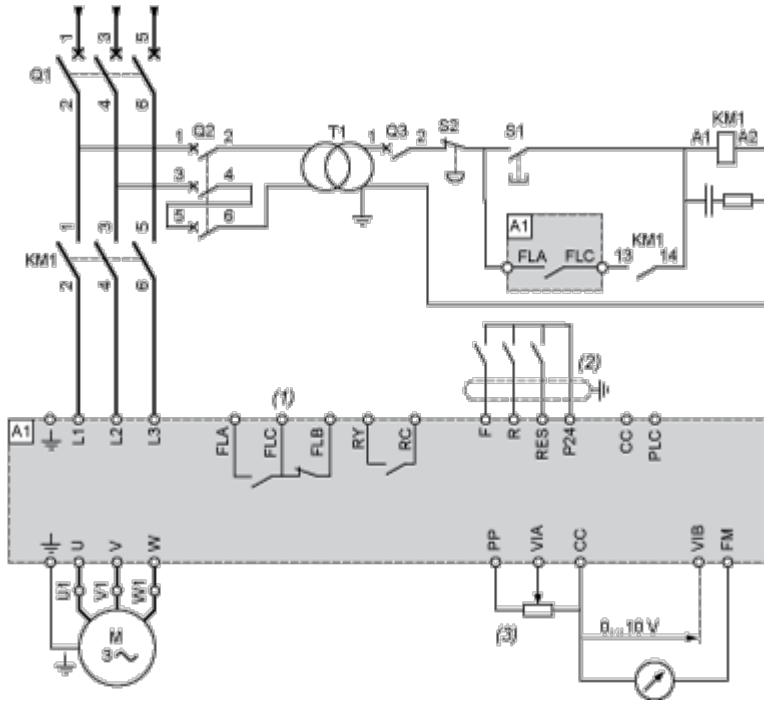 1 3 5
Q1
2 4 6
1 Q2 2 T1 1 Q3 2 S2 S1 KM1
A1 A2
3 4
5 6
A1
FLA FLC 13 KM1 14
1 3 5
KM1
2 4 6
(1) (2)
A1 L1 L2 L3 FLA FLC FLB RY RC F R RES P24 CC PLC
U V W PP VIA CC VIB FM
U1 V1 W1
M
3
(3)
0 ... 10 V